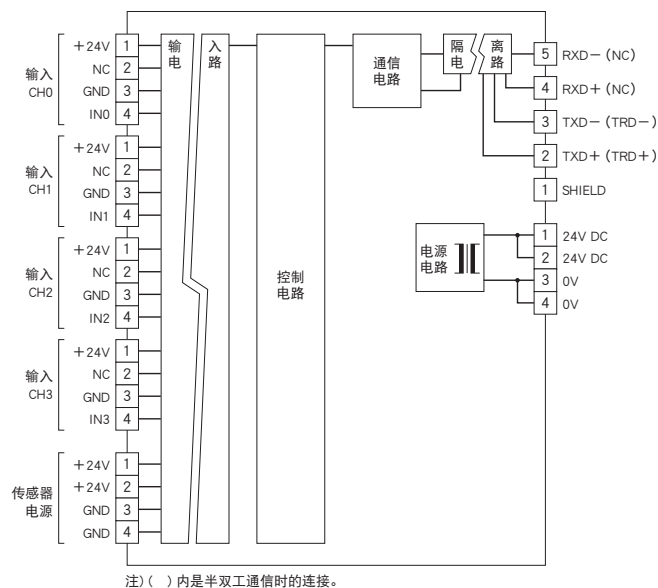 输入
CH0
+24V 1
NC 2
GND 3
IN0 4
输入
CH1
+24V 1
NC 2
GND 3
IN1 4
输入
CH2
+24V 1
NC 2
GND 3
IN2 4
输入
CH3
+24V 1
NC 2
GND 3
IN3 4
传感器
电源
+24V 1
+24V 2
GND 3
GND 4
输入
电路
控制
电路
通信
电路
隔离
电路
电源
电路
5 RXD− (NC)
4 RXD+ (NC)
3 TXD− (TRD−)
2 TXD+ (TRD+)
1 SHIELD
1 24V DC
2 24V DC
3 0V
4 0V
注)( )内是半双工通信时的连接。